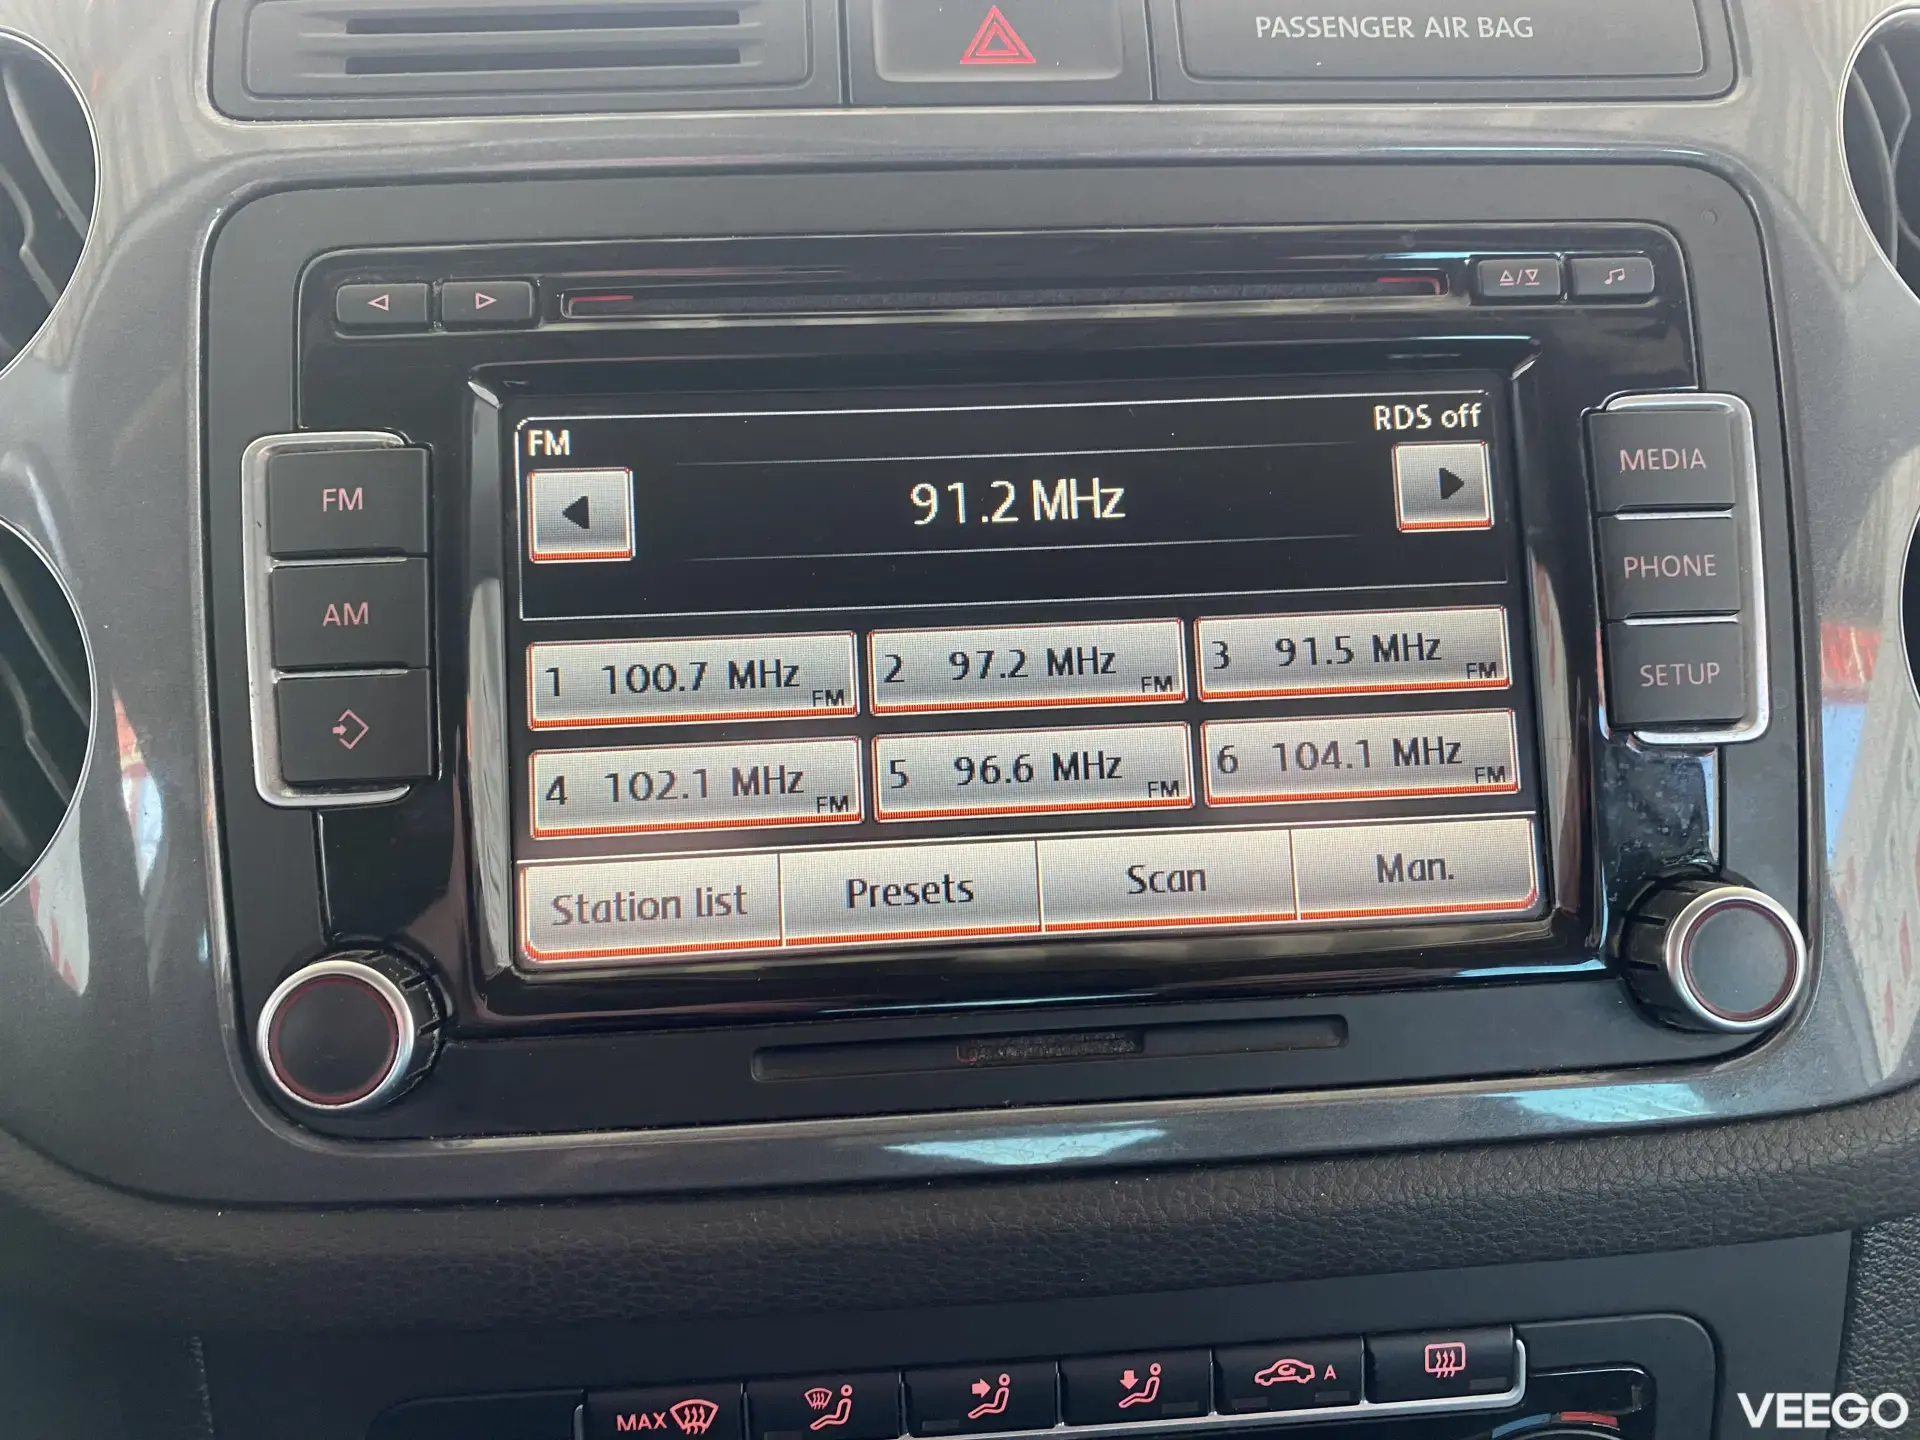 PASSENGER AIR BAG
FM
RDS off
91.2 MHz
1 100.7 MHz FM
2 97.2 MHz FM
3 91.5 MHz FM
4 102.1 MHz FM
5 96.6 MHz FM
6 104.1 MHz FM
Station list
Presets
Scan
Man.
FM
AM
MEDIA
PHONE
SETUP
MAX
A
VEEGO